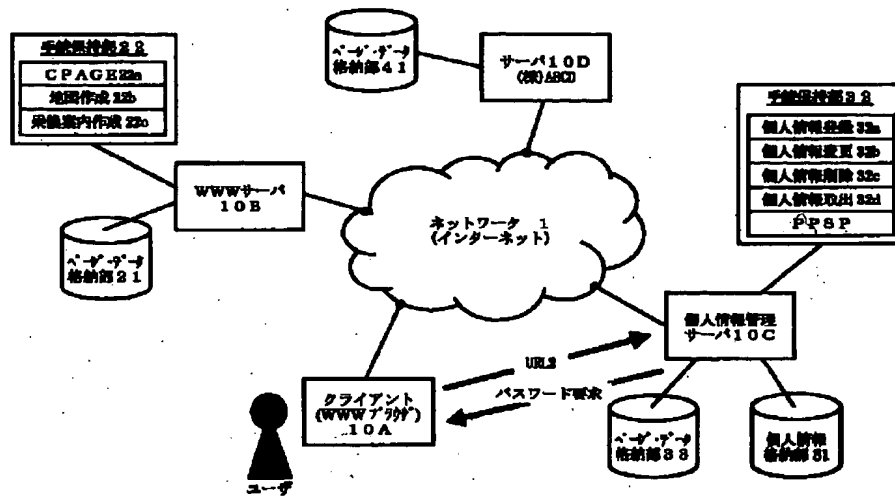 手続保持部２２
CPAGE 22a
地図作成 22b
乗換案内作成 22c
ページ・データ
格納部４１
サーバ１０Ｄ
(株)ABCD
手続保持部３２
個人情報登録 32a
個人情報変更 32b
個人情報削除 32c
個人情報取出 32d
PPSP
WWWサーバ
１０Ｂ
ページ・データ
格納部２１
ネットワーク １
(インターネット)
個人情報管理
サーバ１０Ｃ
URL2
パスワード要求
クライアント
(WWWブラウザ)
１０Ａ
ユーザ
ページ・データ
格納部３３
個人情報
格納部31